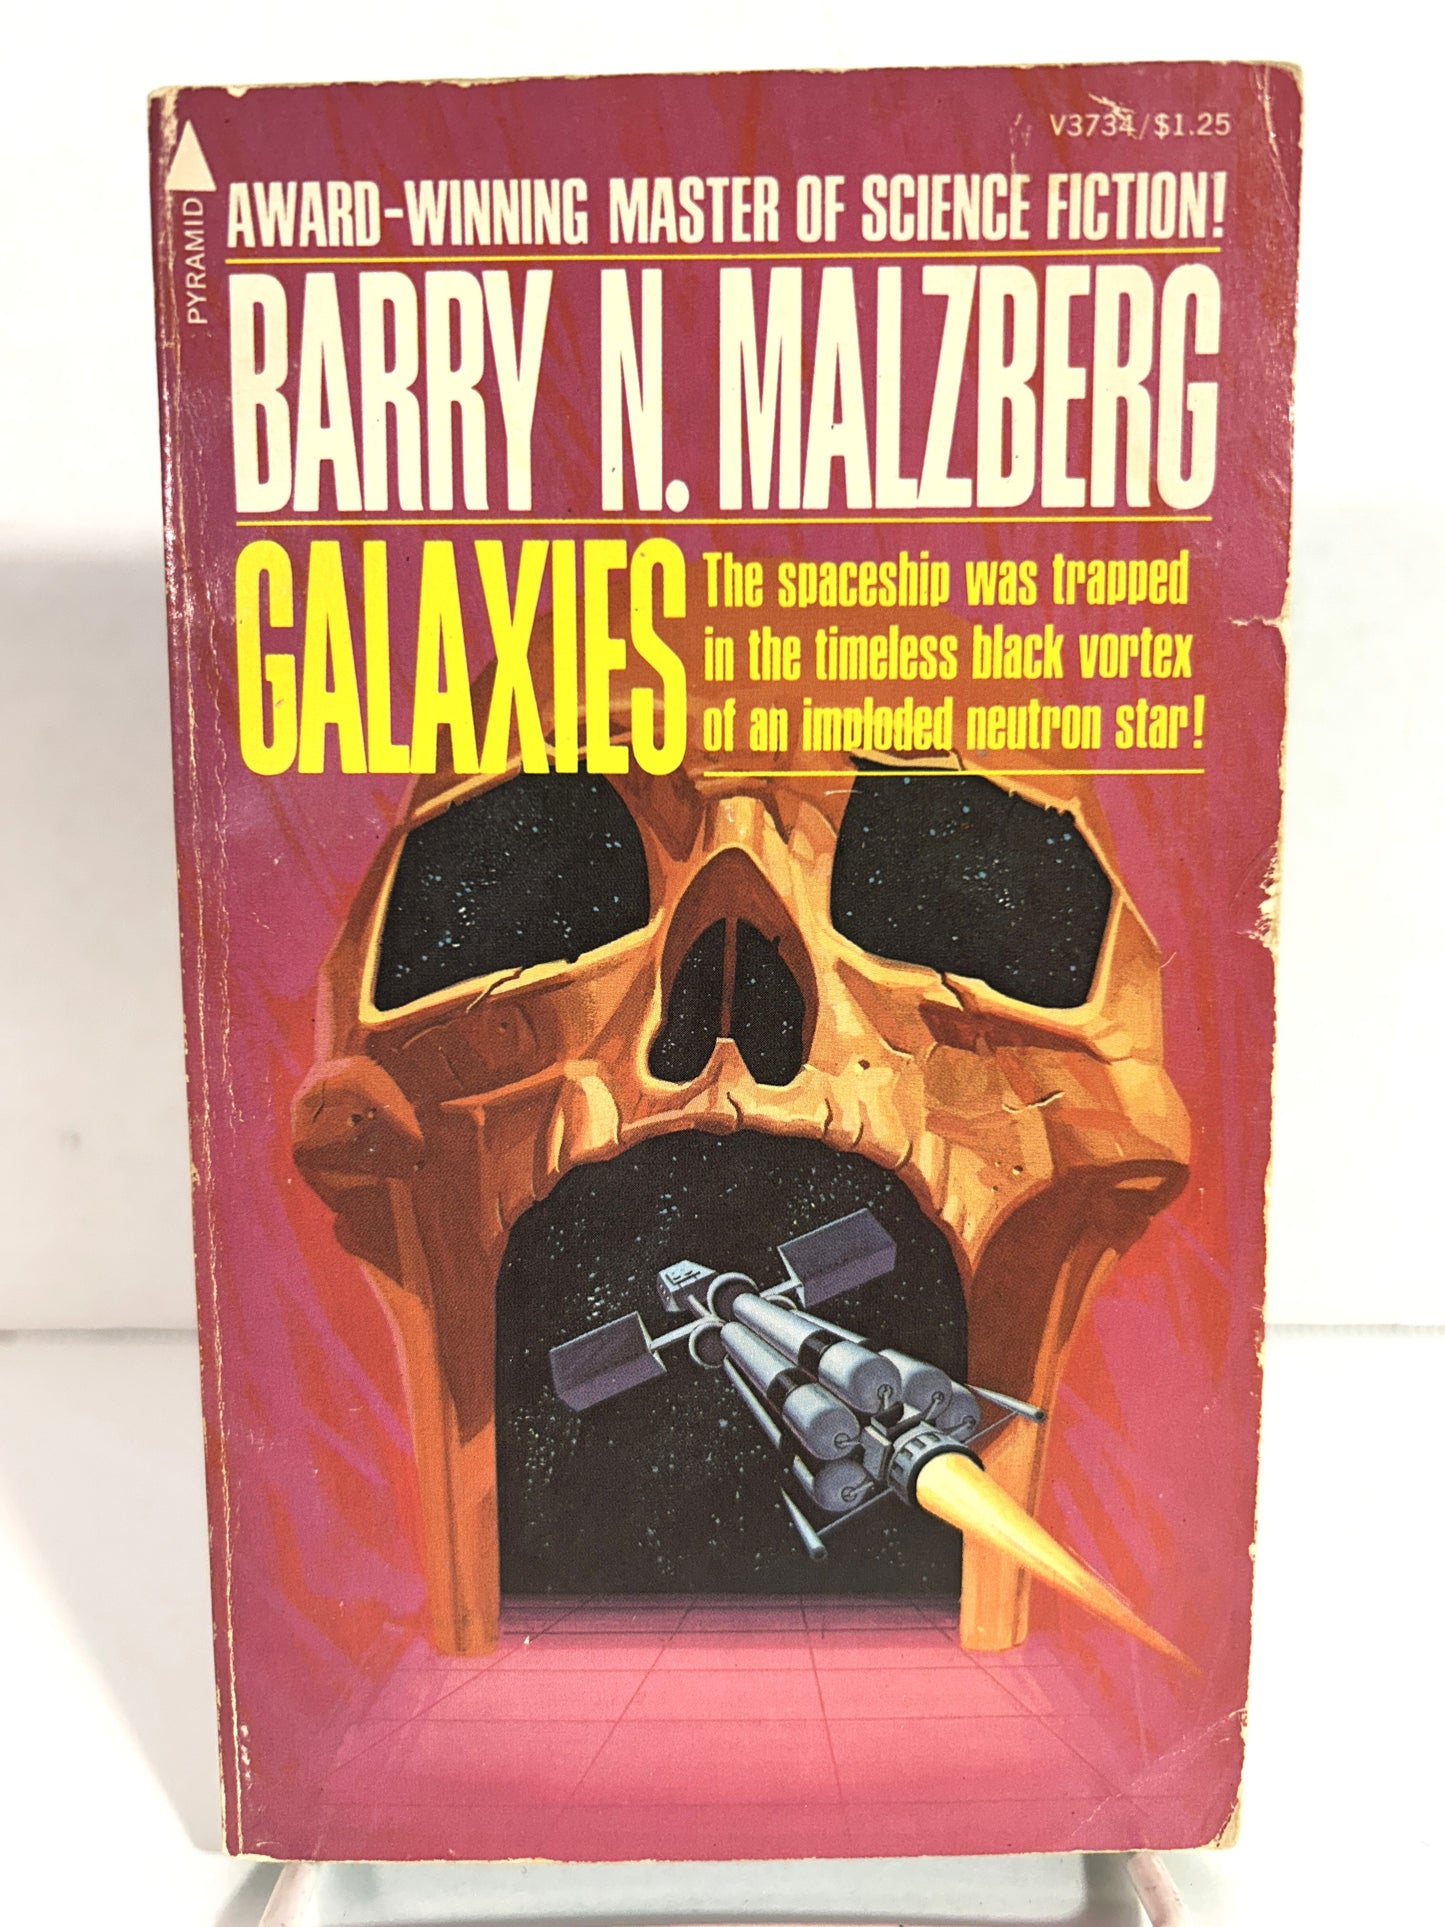 V3734/$1.25
PYRAMID
AWARD-WINNING MASTER OF SCIENCE FICTION!
BARRY N. MALZBERG
GALAXIES
The spaceship was trapped
in the timeless black vortex
of an imploded neutron star!